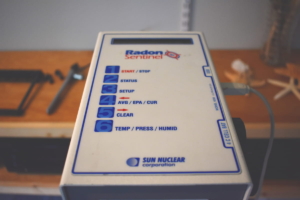 Radon
Sentinel
START / STOP
STATUS
SETUP
AVG / EPA / CUR
CLEAR
TEMP / PRESS / HUMID
SUN NUCLEAR
corporation